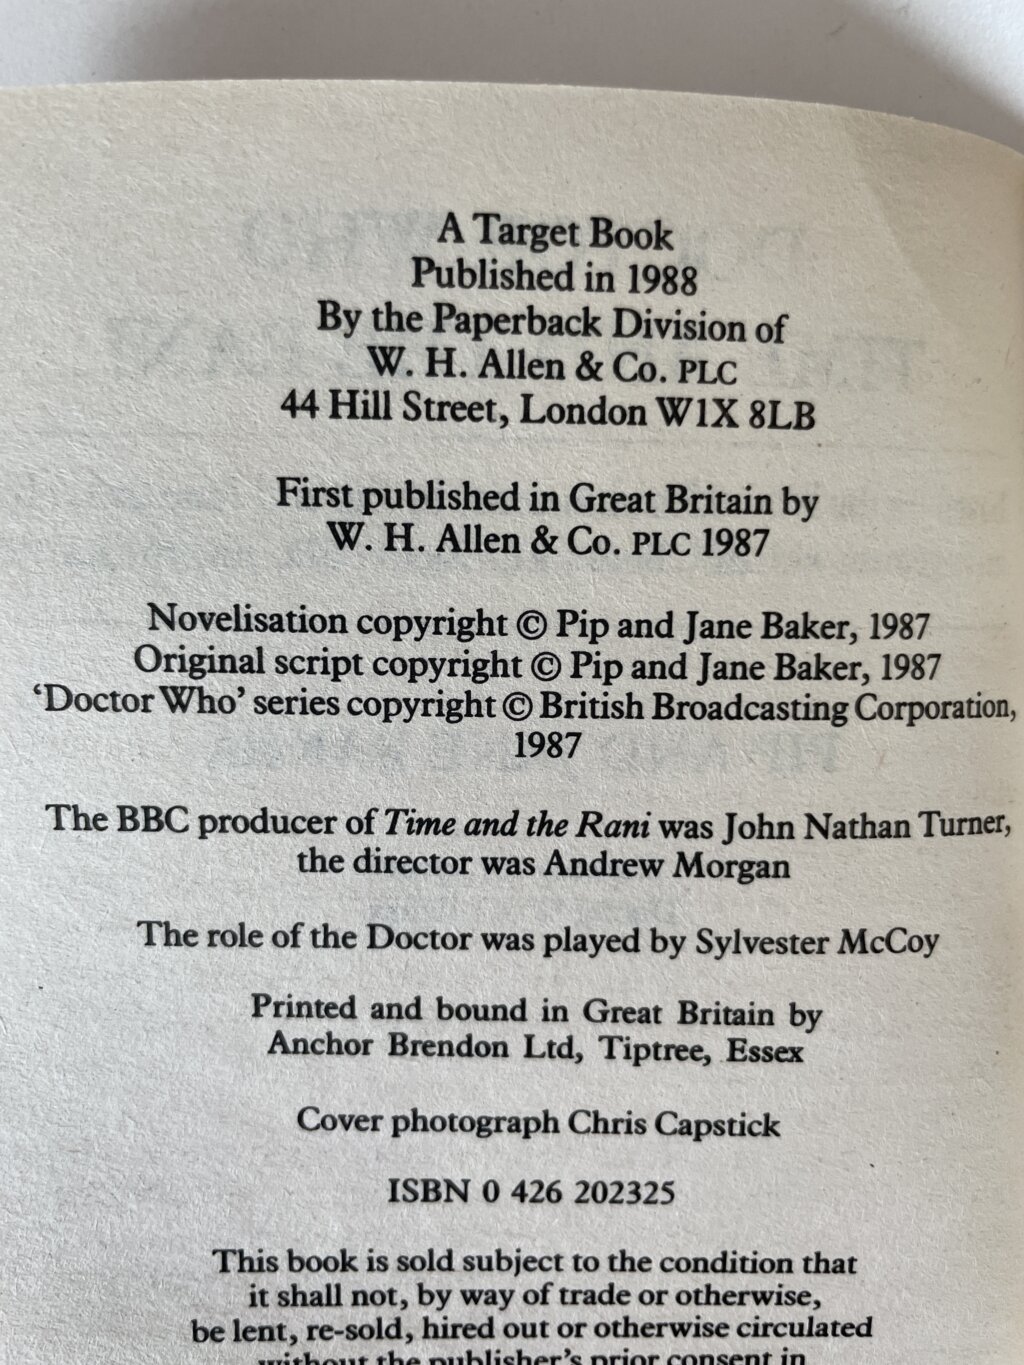 A Target Book
Published in 1988
By the Paperback Division of
W. H. Allen & Co. PLC
44 Hill Street, London W1X 8LB
First published in Great Britain by
W. H. Allen & Co. PLC 1987
Novelisation copyright © Pip and Jane Baker, 1987
Original script copyright © Pip and Jane Baker, 1987
‘Doctor Who’ series copyright © British Broadcasting Corporation,
1987
The BBC producer of Time and the Rani was John Nathan Turner,
the director was Andrew Morgan
The role of the Doctor was played by Sylvester McCoy
Printed and bound in Great Britain by
Anchor Brendon Ltd, Tiptree, Essex
Cover photograph Chris Capstick
ISBN 0 426 202325
This book is sold subject to the condition that
it shall not, by way of trade or otherwise,
be lent, re-sold, hired out or otherwise circulated
without the publisher’s prior consent in